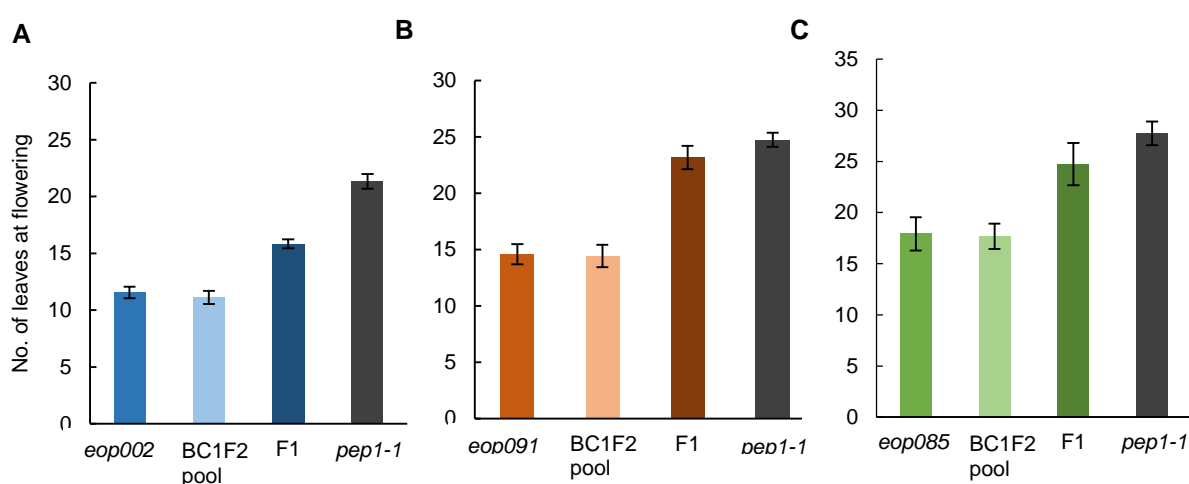 A
B
C
No. of leaves at flowering
30
25
20
15
10
5
0
eop002
BC1F2
pool
F1
pep1-1
30
25
20
15
10
5
0
eop091
BC1F2
pool
F1
pep1-1
35
30
25
20
15
10
5
0
eop085
BC1F2
pool
F1
pep1-1